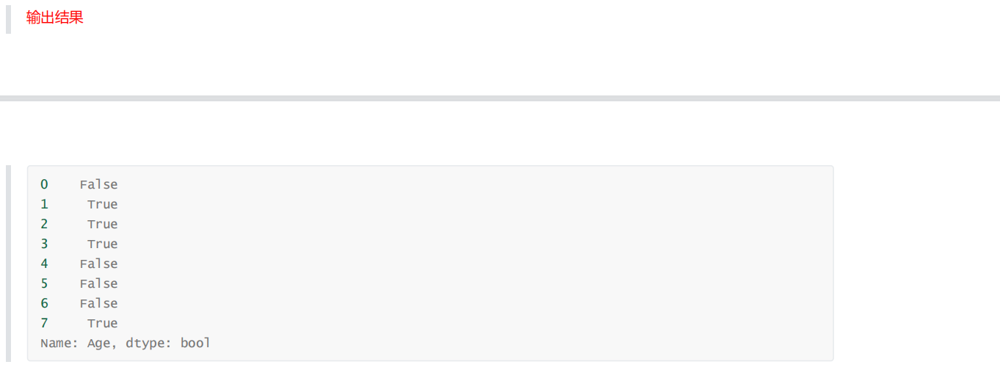 输出结果
0    False
1     True
2     True
3     True
4    False
5    False
6    False
7     True
Name: Age, dtype: bool